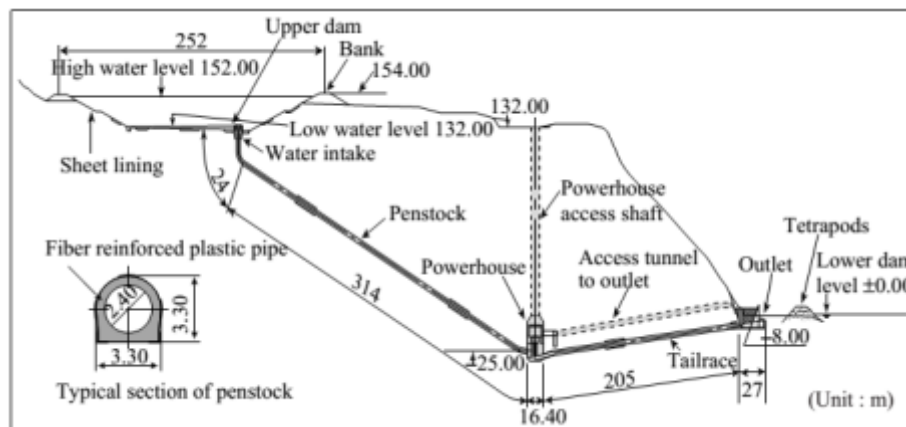 252
Upper dam
Bank
High water level 152.00
154.00
132.00
Low water level 132.00
Water intake
Sheet lining
24
Powerhouse
access shaft
Penstock
Tetrapods
Fiber reinforced plastic pipe
Access tunnel
to outlet
Powerhouse
Outlet
Lower dam
level ±0.00
2.40
3.30
314
-8.00
3.30
-25.00
Tailrace
Typical section of penstock
205
27
16.40
(Unit : m)